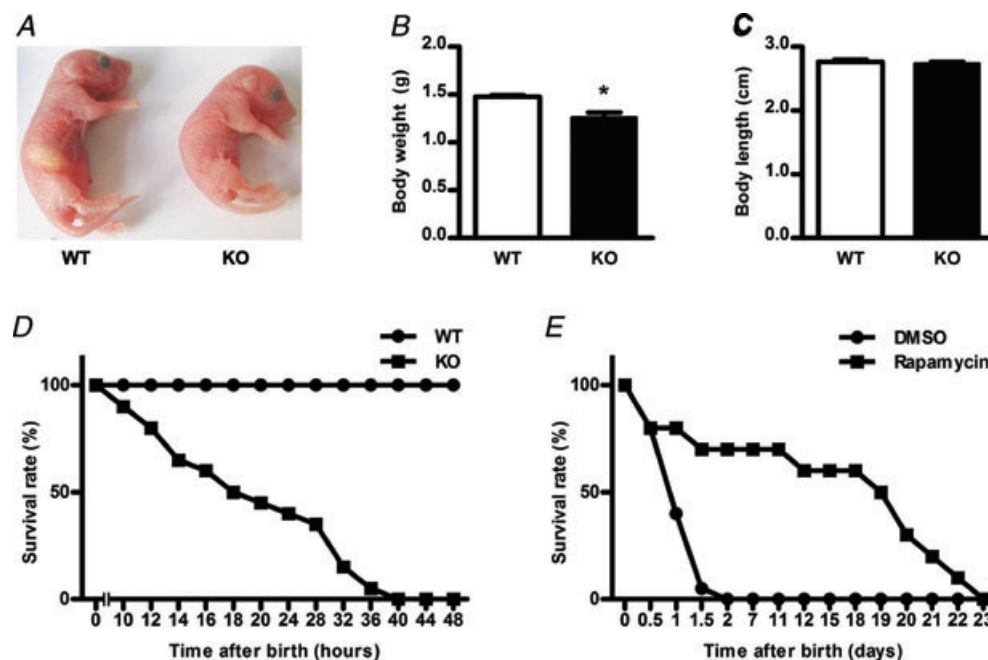 A
WT KO
B
Body weight (g)
2.0
1.5
1.0
0.5
0.0
*
WT KO
C
Body length (cm)
3.0
2.0
1.0
0.0
WT KO
D
WT
KO
Survival rate (%)
100
50
0
0 10 12 14 16 18 20 24 28 32 36 40 44 48
Time after birth (hours)
E
DMSO
Rapamycin
Survival rate (%)
100
50
0
0 0.5 1 1.5 2 7 11 12 15 18 19 20 21 22 23
Time after birth (days)